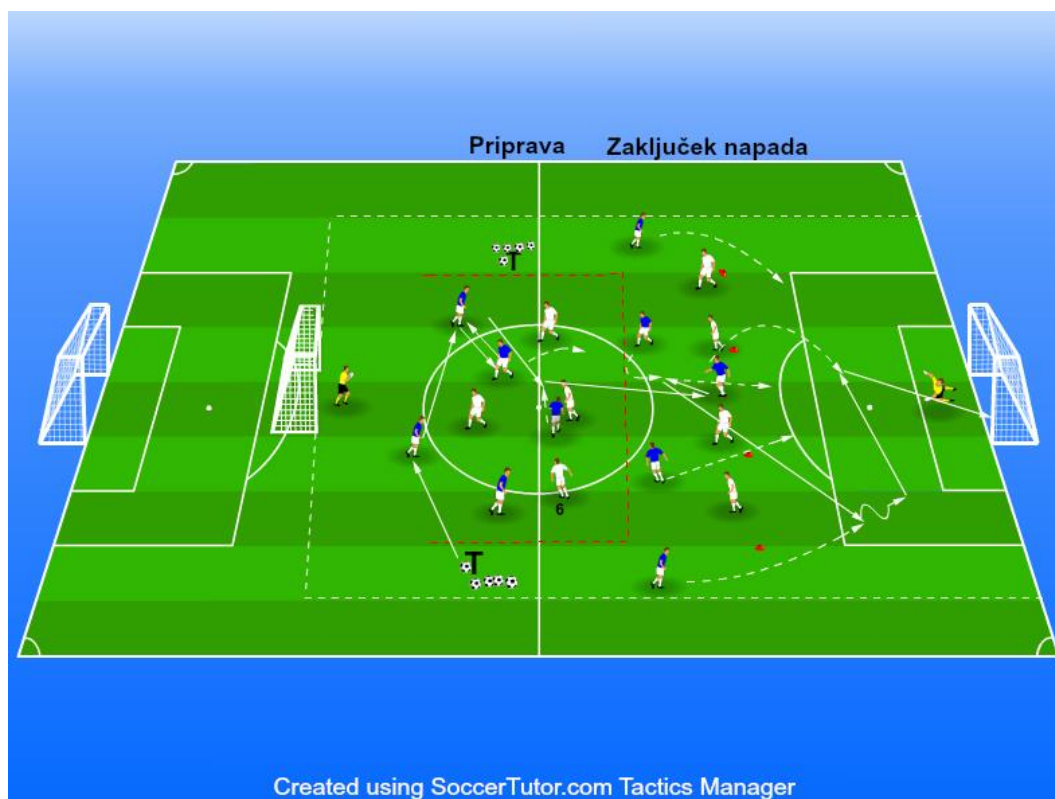 Priprava Zaključek napada
T
6
T
Created using SoccerTutor.com Tactics Manager